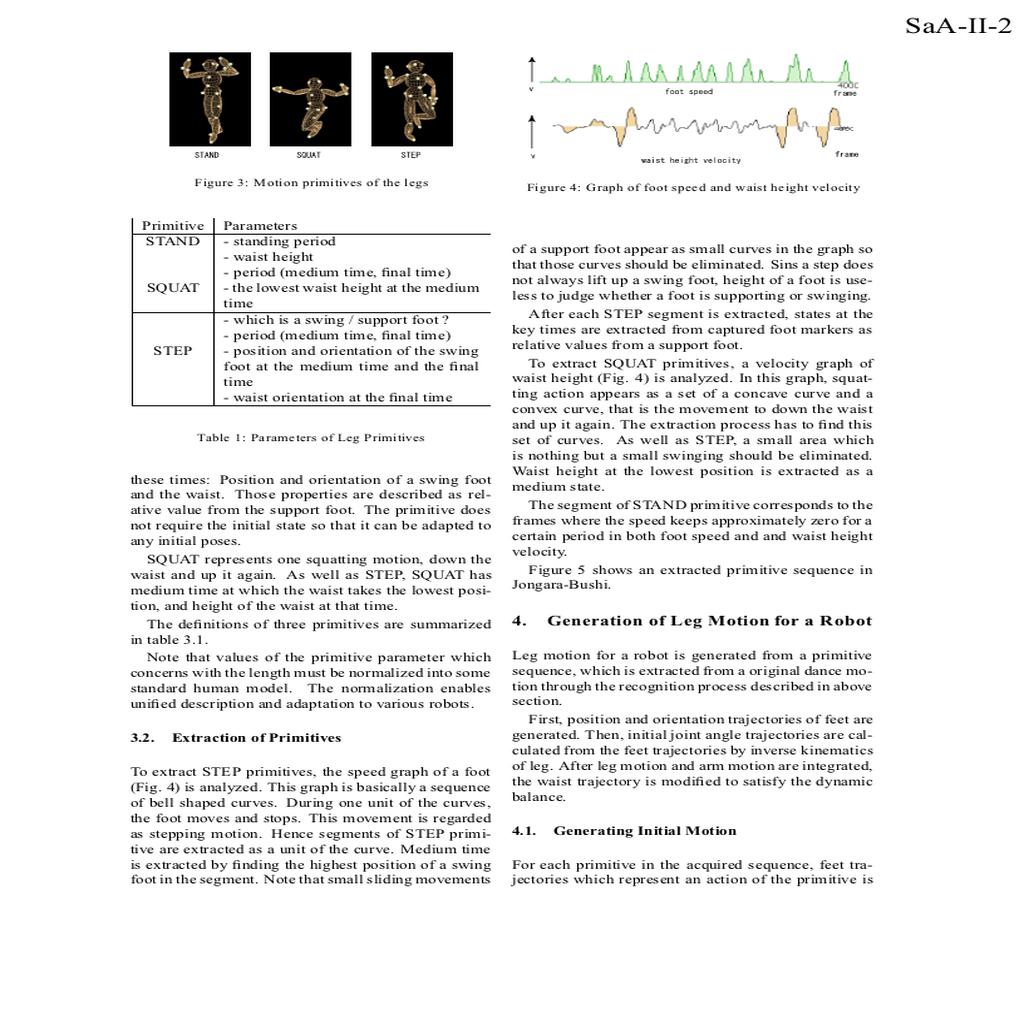 SaA-II-2
STAND
SQUAT
STEP
Figure 3: Motion primitives of the legs
Primitive Parameters
STAND - standing period
- waist height
- period (medium time, final time)
SQUAT - the lowest waist height at the medium
time
- which is a swing / support foot ?
- period (medium time, final time)
STEP - position and orientation of the swing
foot at the medium time and the final
time
- waist orientation at the final time
Table 1: Parameters of Leg Primitives
these times: Position and orientation of a swing foot
and the waist. Those properties are described as rel-
ative value from the support foot. The primitive does
not require the initial state so that it can be adapted to
any initial poses.
SQUAT represents one squatting motion, down the
waist and up it again. As well as STEP, SQUAT has
medium time at which the waist takes the lowest posi-
tion, and height of the waist at that time.
The definitions of three primitives are summarized
in table 3.1.
Note that values of the primitive parameter which
concerns with the length must be normalized into some
standard human model. The normalization enables
unified description and adaptation to various robots.
3.2. Extraction of Primitives
To extract STEP primitives, the speed graph of a foot
(Fig. 4) is analyzed. This graph is basically a sequence
of bell shaped curves. During one unit of the curves,
the foot moves and stops. This movement is regarded
as stepping motion. Hence segments of STEP primi-
tive are extracted as a unit of the curve. Medium time
is extracted by finding the highest position of a swing
foot in the segment. Note that small sliding movements
v
foot speed
frame
v
waist height velocity
frame
Figure 4: Graph of foot speed and waist height velocity
of a support foot appear as small curves in the graph so
that those curves should be eliminated. Sins a step does
not always lift up a swing foot, height of a foot is use-
less to judge whether a foot is supporting or swinging.
After each STEP segment is extracted, states at the
key times are extracted from captured foot markers as
relative values from a support foot.
To extract SQUAT primitives, a velocity graph of
waist height (Fig. 4) is analyzed. In this graph, squat-
ting action appears as a set of a concave curve and a
convex curve, that is the movement to down the waist
and up it again. The extraction process has to find this
set of curves. As well as STEP, a small area which
is nothing but a small swinging should be eliminated.
Waist height at the lowest position is extracted as a
medium state.
The segment of STAND primitive corresponds to the
frames where the speed keeps approximately zero for a
certain period in both foot speed and and waist height
velocity.
Figure 5 shows an extracted primitive sequence in
Jongara-Bushi.
4. Generation of Leg Motion for a Robot
Leg motion for a robot is generated from a primitive
sequence, which is extracted from a original dance mo-
tion through the recognition process described in above
section.
First, position and orientation trajectories of feet are
generated. Then, initial joint angle trajectories are cal-
culated from the feet trajectories by inverse kinematics
of leg. After leg motion and arm motion are integrated,
the waist trajectory is modified to satisfy the dynamic
balance.
4.1. Generating Initial Motion
For each primitive in the acquired sequence, feet tra-
jectories which represent an action of the primitive is